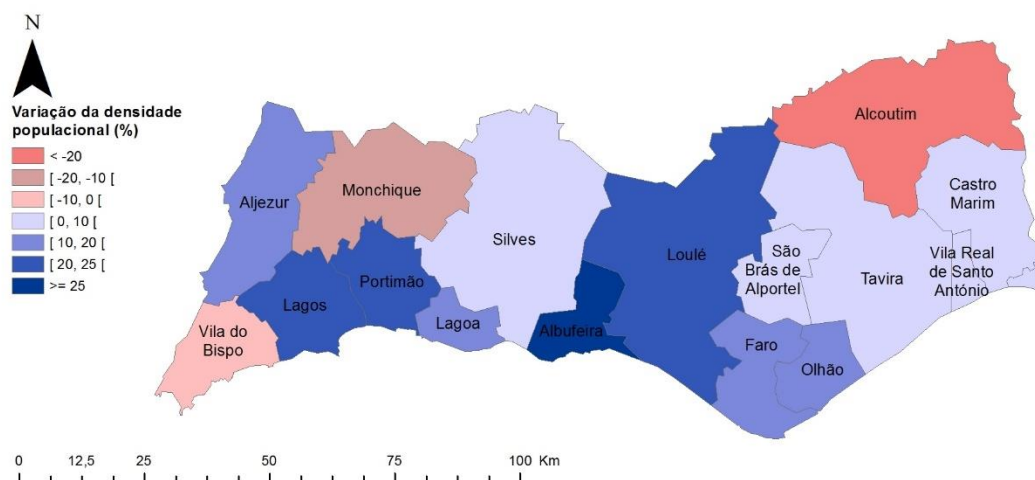 N
Variação da densidade
populacional (%)
< -20
[ -20, -10 [
[ -10, 0 [
[ 0, 10 [
[ 10, 20 [
[ 20, 25 [
>= 25
Alcoutim
Monchique
Aljezur
Castro
Marim
Silves
Loulé
São
Brás de
Alportel
Tavira
Vila Real
de Santo
António
Portimão
Lagos
Lagoa
Albufeira
Vila do
Bispo
Faro
Olhão
0 12,5 25 50 75 100 Km